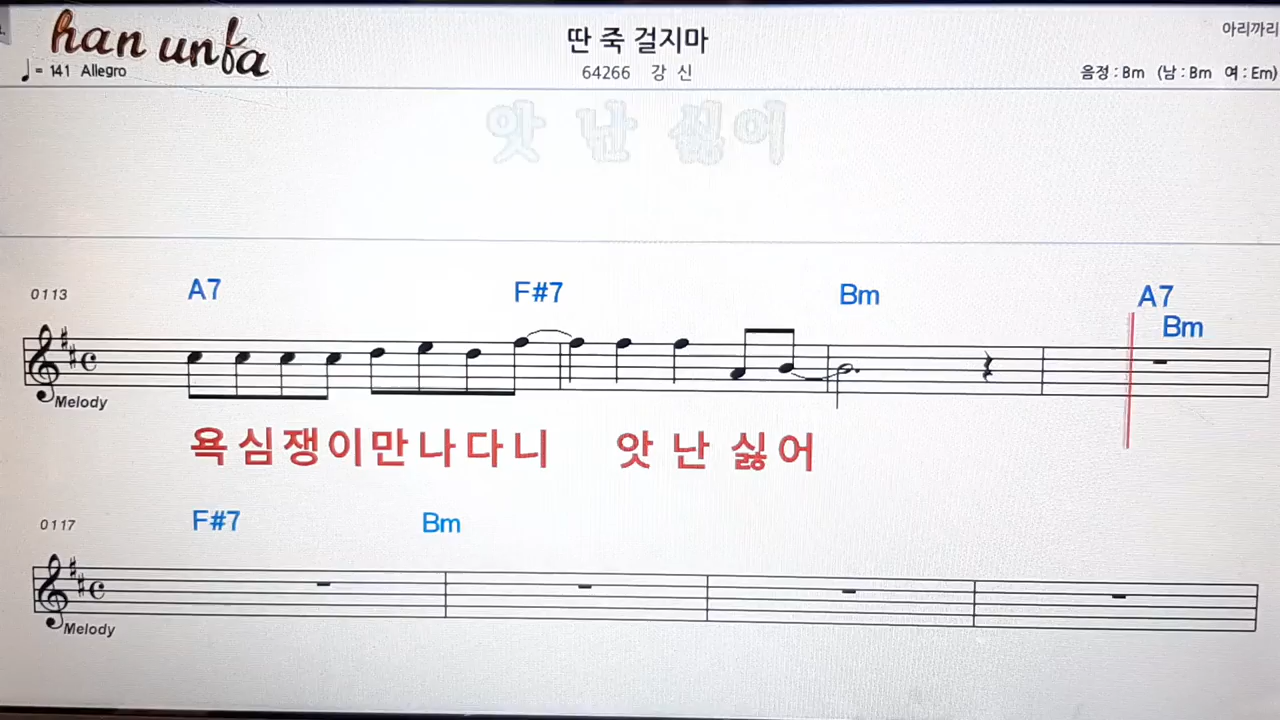 han unfa
딴 죽 걸지마
아리까리
♩= 141 Allegro
64266 강 신
음정 : Bm (남 : Bm 여 : Em)
앗 난 싫어
0113 A7 F#7 Bm A7
Bm
Melody
욕심쟁이만나다니 앗 난 싫어
0117 F#7 Bm
Melody